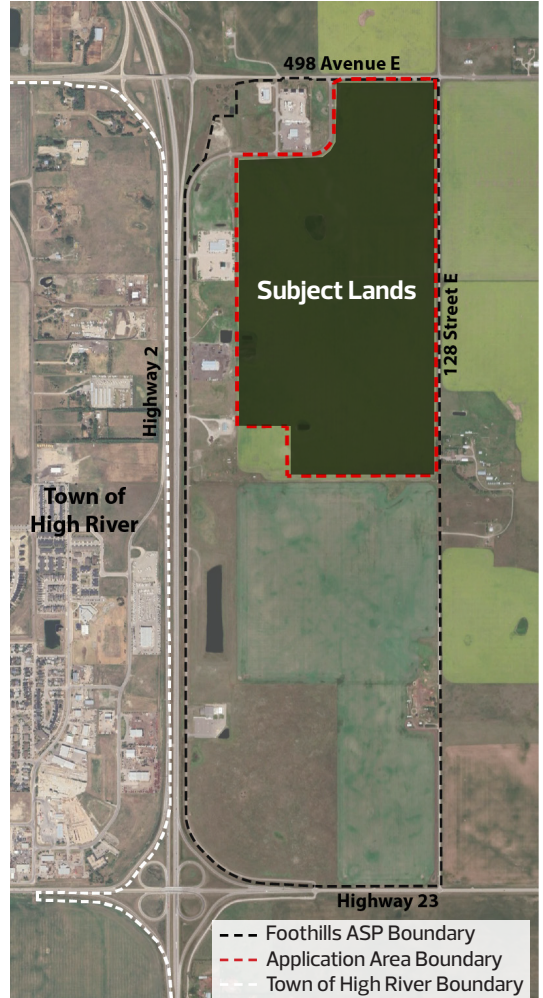 498 Avenue E
Subject Lands
128 Street E
Highway 2
Town of
High River
Highway 23
Foothills ASP Boundary
Application Area Boundary
Town of High River Boundary